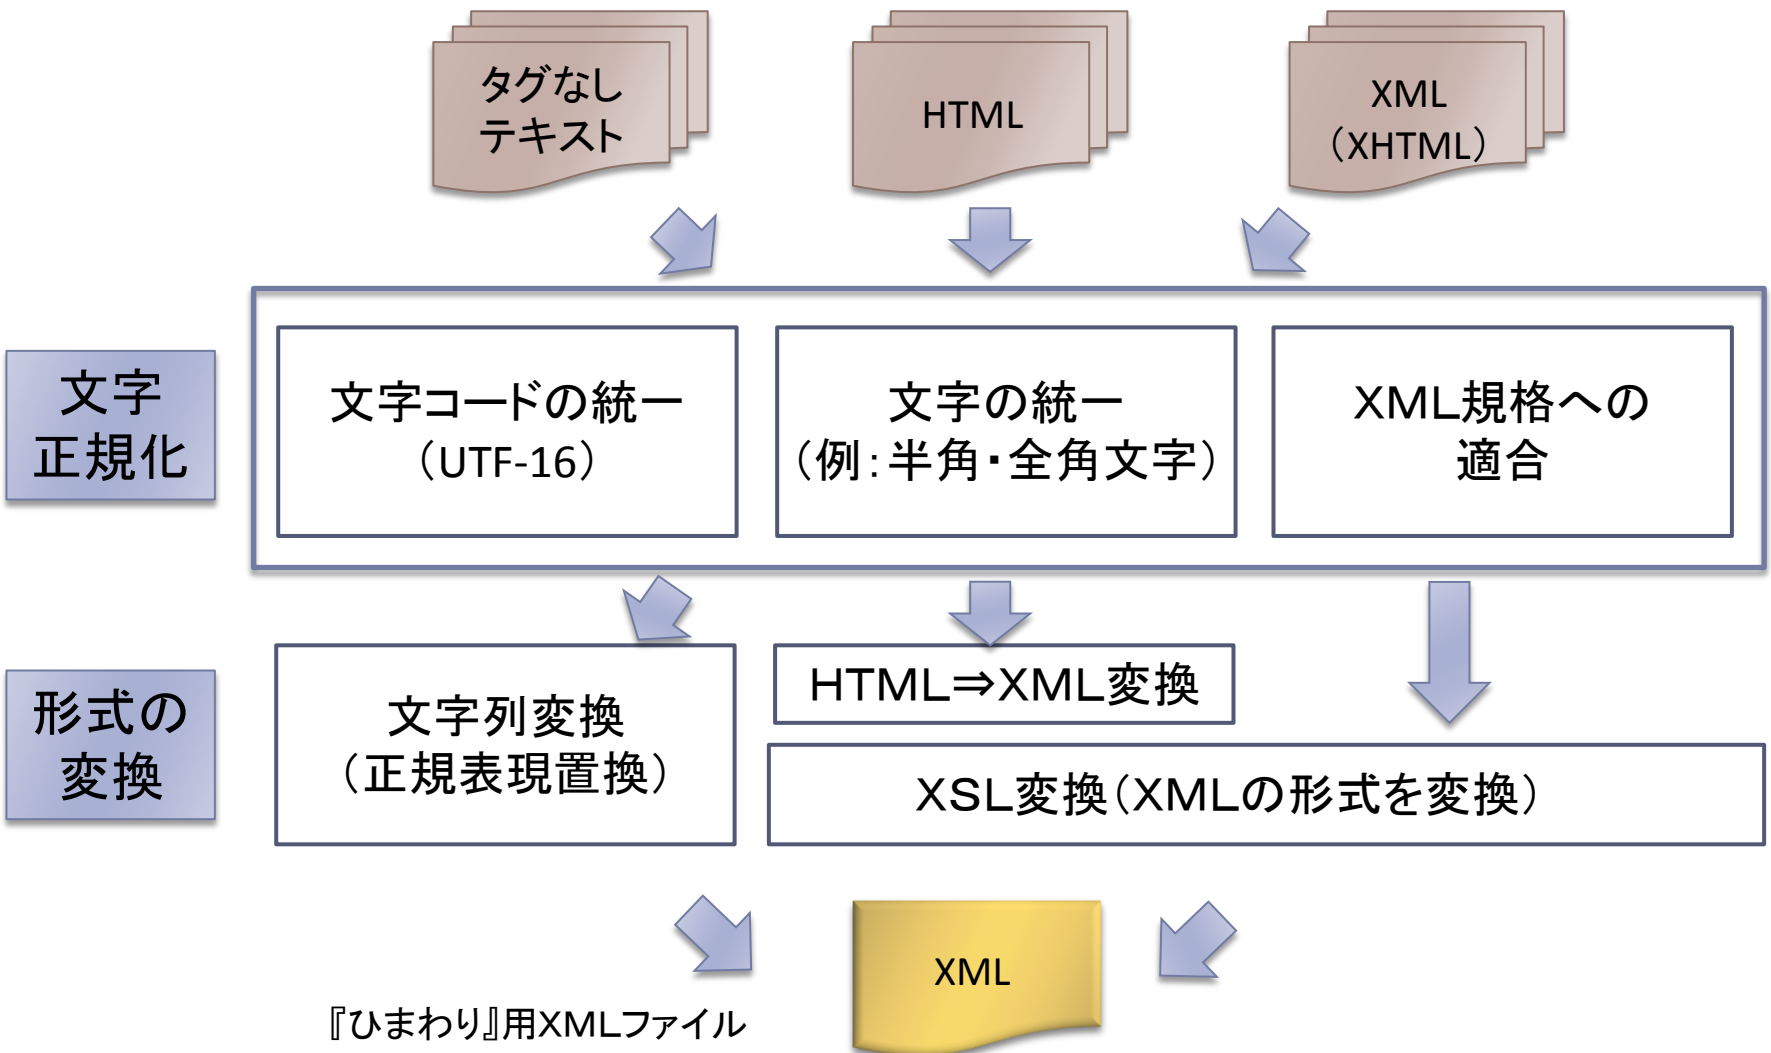 タグなし
テキスト
HTML
XML
（XHTML）
文字
正規化
文字コードの統一
（UTF-16）
文字の統一
（例：半角・全角文字）
XML規格への
適合
形式の
変換
文字列変換
（正規表現置換）
HTML⇒XML変換
XSL変換（XMLの形式を変換）
XML
『ひまわり』用XMLファイル